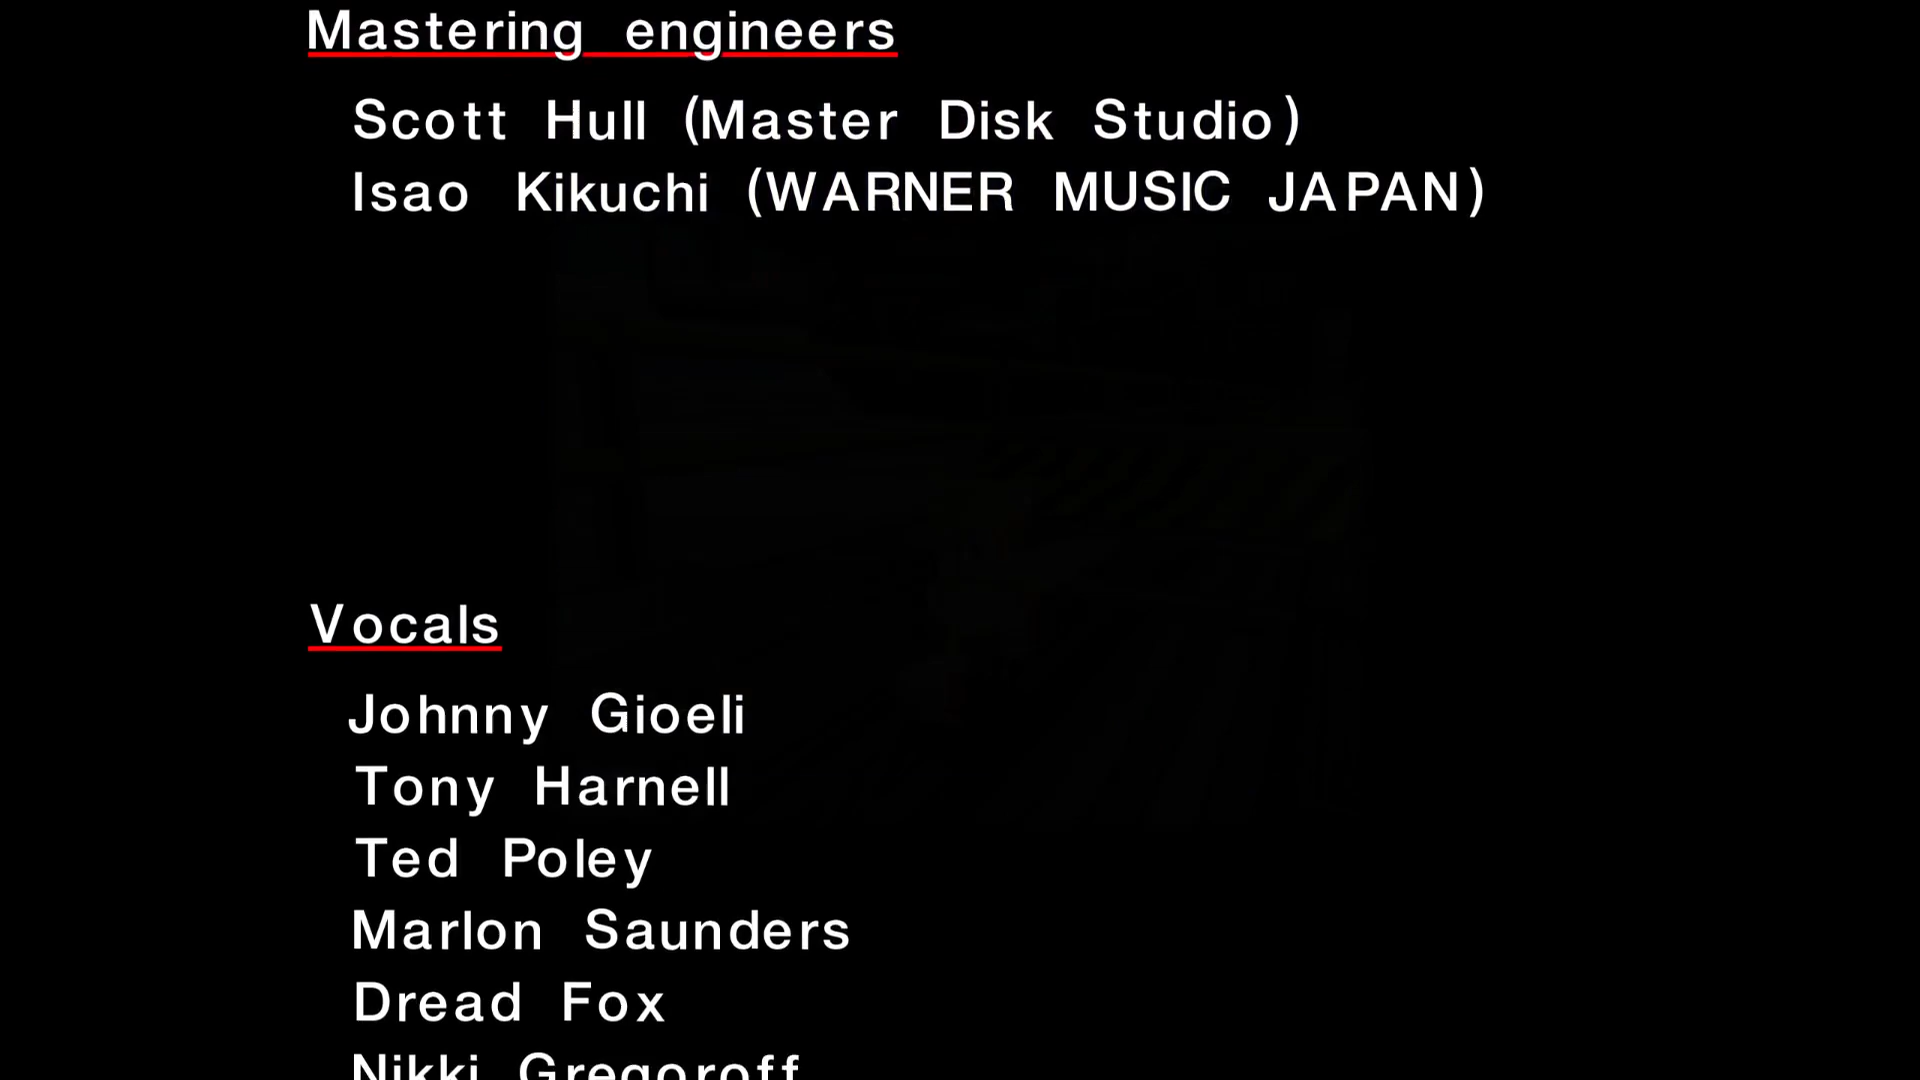 Mastering engineers
Scott Hull (Master Disk Studio)
Isao Kikuchi (WARNER MUSIC JAPAN)
Vocals
Johnny Gioeli
Tony Harnell
Ted Poley
Marlon Saunders
Dread Fox
Nikki Gregoroff